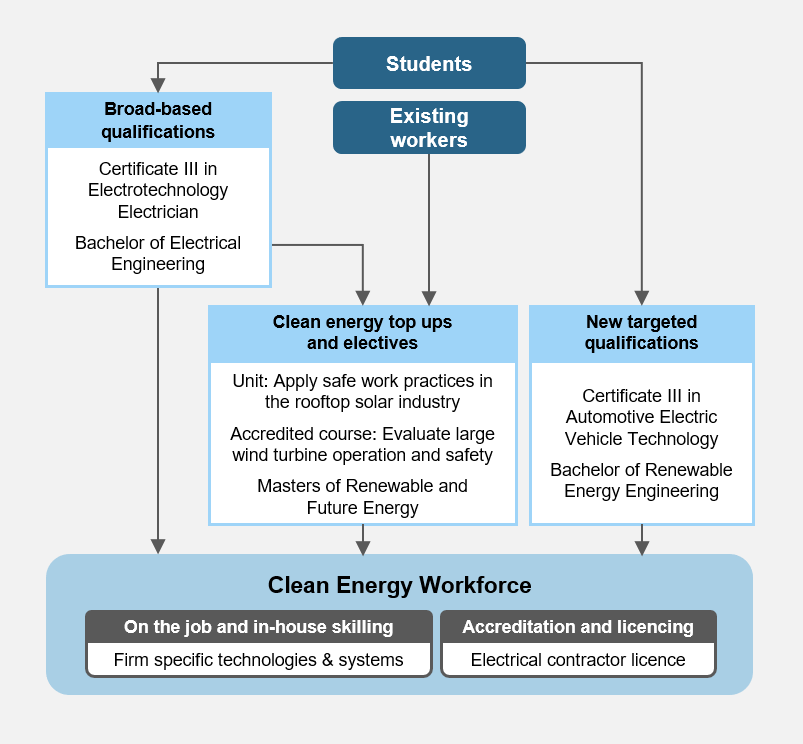 Students
Existing
workers
Broad-based
qualifications
Certificate III in
Electrotechnology
Electrician
Bachelor of Electrical
Engineering
Clean energy top ups
and electives
Unit: Apply safe work practices in
the rooftop solar industry
Accredited course: Evaluate large
wind turbine operation and safety
Masters of Renewable and
Future Energy
New targeted
qualifications
Certificate III in
Automotive Electric
Vehicle Technology
Bachelor of Renewable
Energy Engineering
Clean Energy Workforce
On the job and in-house skilling
Firm specific technologies & systems
Accreditation and licencing
Electrical contractor licence